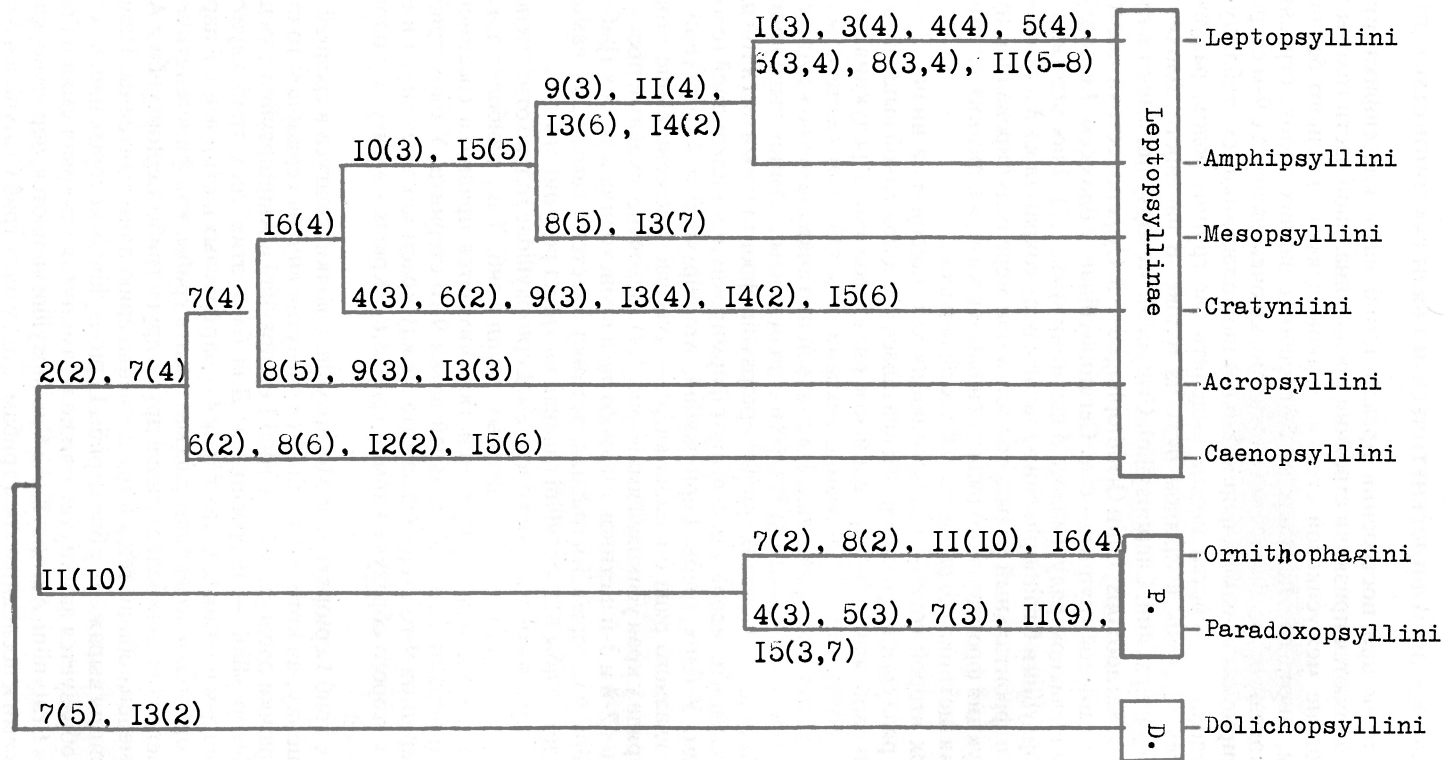 I(3), 3(4), 4(4), 5(4),
6(3,4), 8(3,4), II(5-8)
Leptopsyllini
9(3), II(4),
I3(6), I4(2)
I0(3), I5(5)
Amphipsyllini
I6(4)
8(5), I3(7)
Mesopsyllini
7(4)
4(3), 6(2), 9(3), I3(4), I4(2), I5(6)
Cratyniini
2(2), 7(4)
8(5), 9(3), I3(3)
Acropsyllini
6(2), 8(6), I2(2), I5(6)
Caenopsyllini
Leptopsyllinae
7(2), 8(2), II(I0), I6(4)
Ornithophagini
II(I0)
4(3), 5(3), 7(3), II(9),
I5(3,7)
P.
Paradoxopsyllini
7(5), I3(2)
D.
Dolichopsyllini